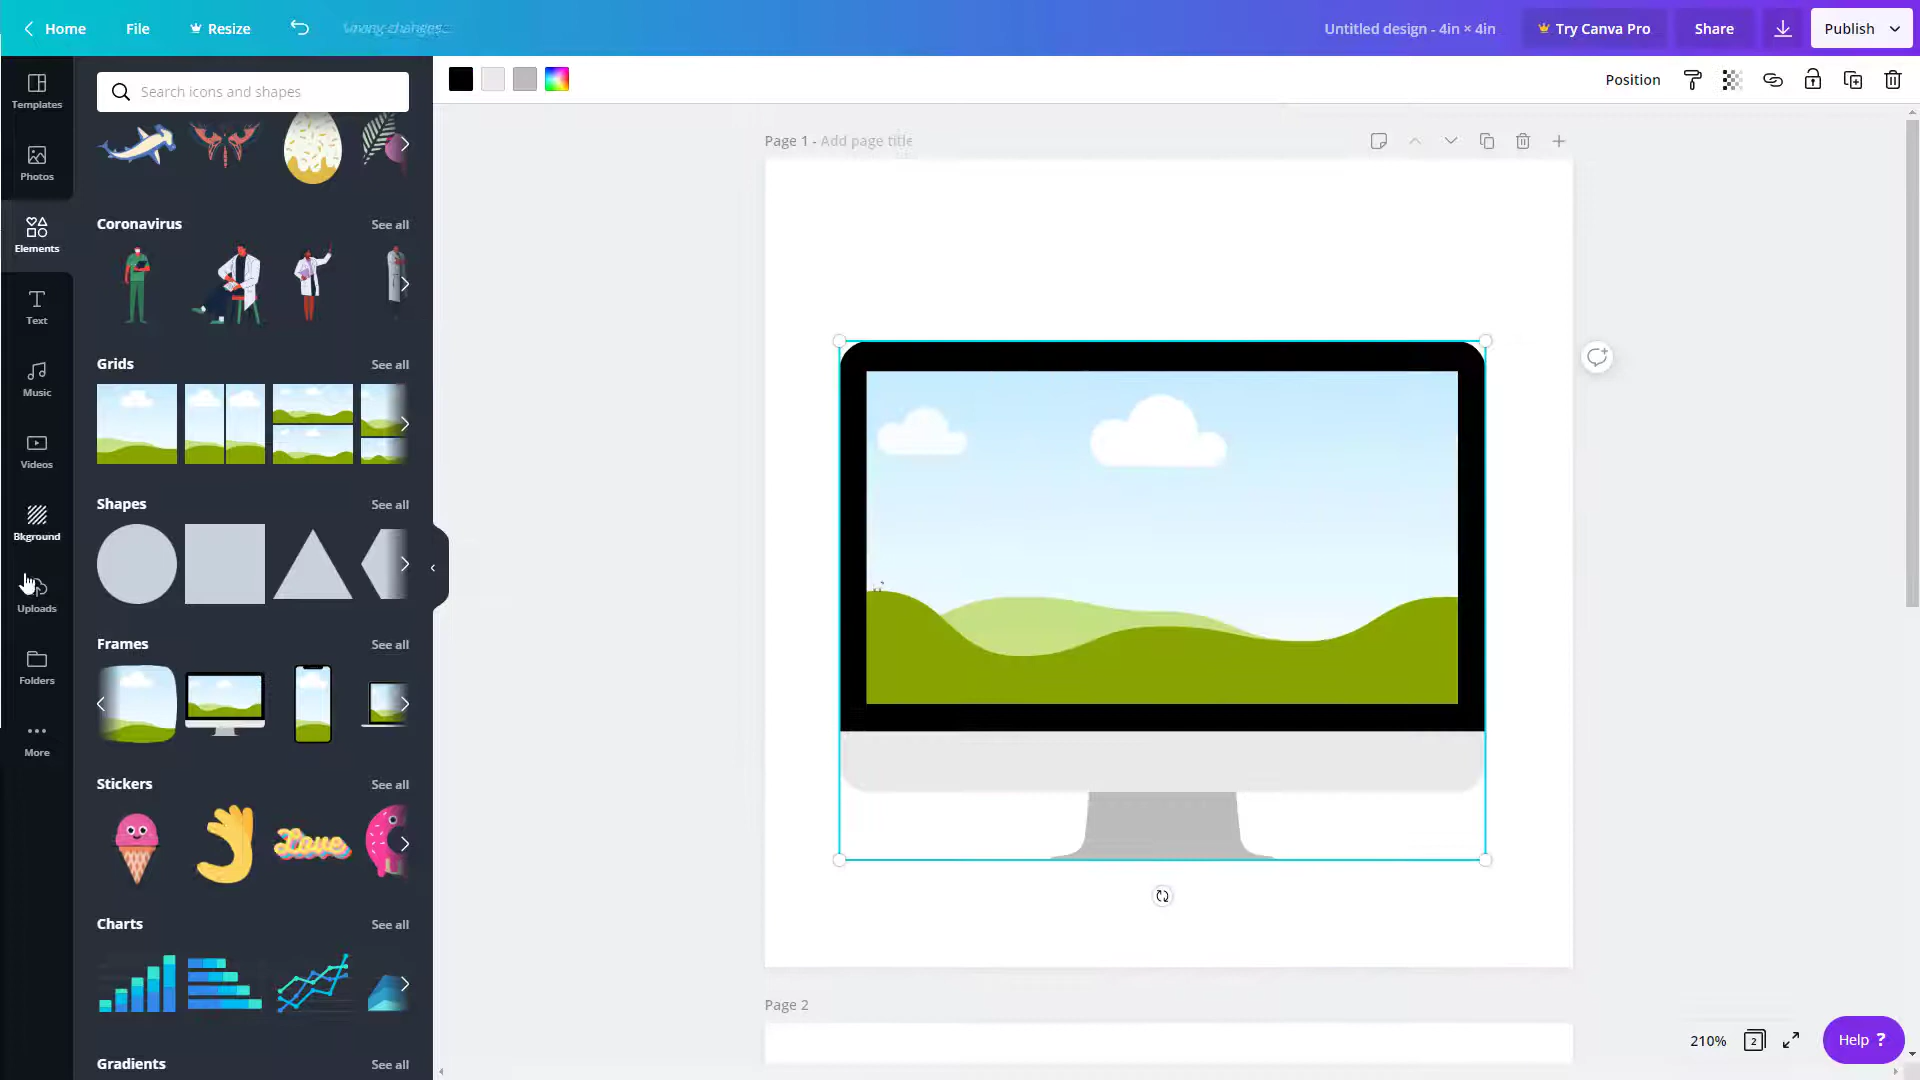 Home
File
Resize
Untitled design - 4in × 4in
Try Canva Pro
Share
Publish
Templates
Photos
Elements
Text
Music
Videos
Bkground
Uploads
Folders
More
Search icons and shapes
Coronavirus
See all
Grids
See all
Shapes
See all
Frames
See all
Stickers
See all
Love
Charts
See all
Gradients
See all
Position
Page 1 - Add page title
Page 2
210%
2
Help ?